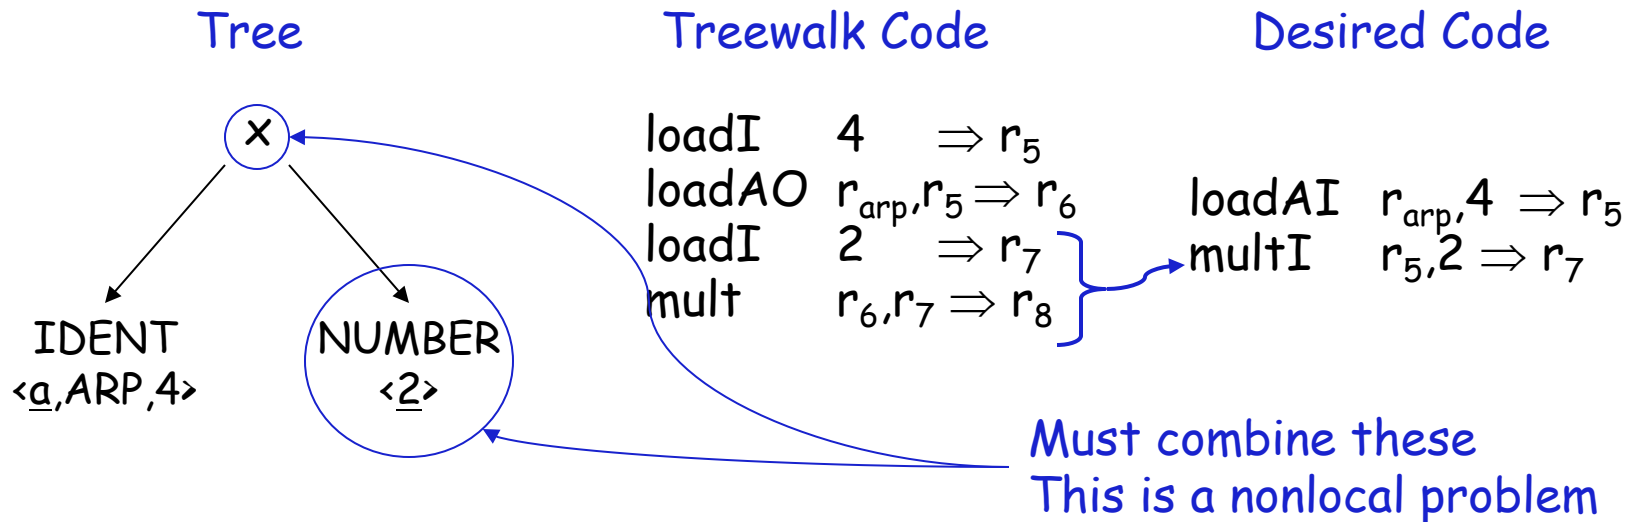 Tree
Treewalk Code
Desired Code
x
IDENT
<a,ARP,4>
NUMBER
<2>
loadI 4 ⇒ r5
loadAO rarp,r5 ⇒ r6
loadI 2 ⇒ r7
mult r6,r7 ⇒ r8
loadAI rarp,4 ⇒ r5
multI r5,2 ⇒ r7
Must combine these
This is a nonlocal problem